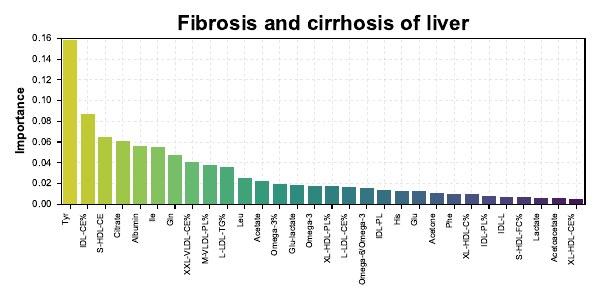 Fibrosis and cirrhosis of liver
Importance
0.16
0.14
0.12
0.10
0.08
0.06
0.04
0.02
0.00
Tyr
IDL-CE%
S-HDL-CE
Citrate
Albumin
Ile
Gln
XXL-VLDL-CE%
M-VLDL-PL%
L-LDL-TG%
Leu
Acetate
Omega-3%
Glu-lactate
Omega-3
XL-HDL-PL%
L-LDL-CE%
Omega-6/Omega-3
IDL-PL
His
Glu
Acetone
Phe
XL-HDL-C%
IDL-PL%
IDL-L
S-HDL-FC%
Lactate
Acetoacetate
XL-HDL-CE%